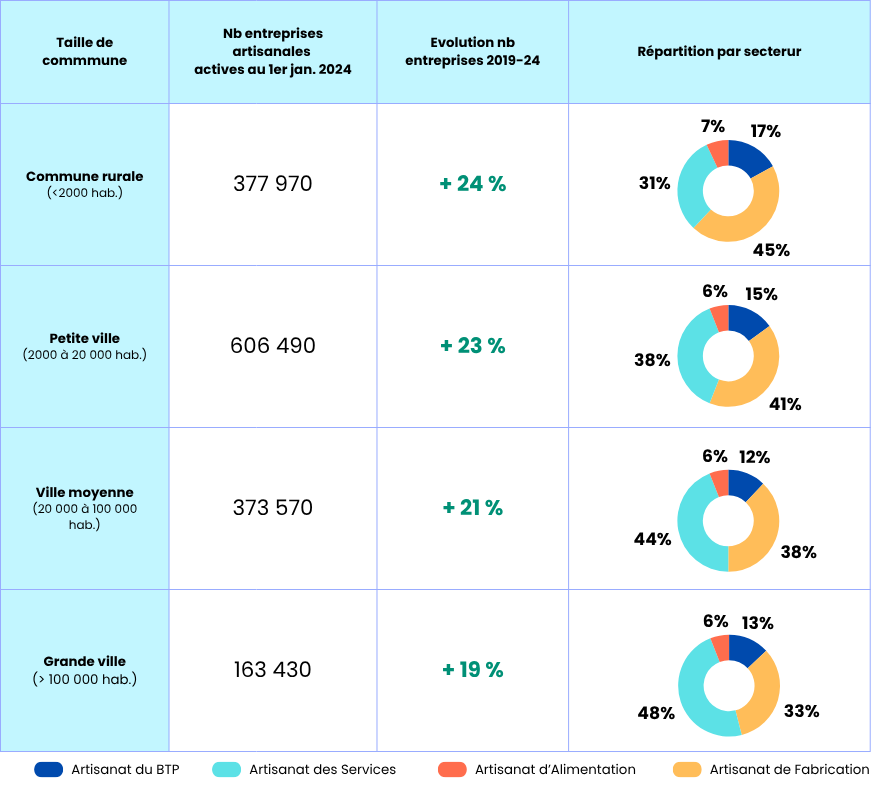 Taille de
commmune
Nb entreprises
artisanales
actives au 1er jan. 2024
Evolution nb
entreprises 2019-24
Répartition par secterur
Commune rurale
(<2000 hab.)
377 970
+ 24 %
7%
17%
31%
45%
Petite ville
(2000 à 20 000 hab.)
606 490
+ 23 %
6%
15%
38%
41%
Ville moyenne
(20 000 à 100 000
hab.)
373 570
+ 21 %
6%
12%
44%
38%
Grande ville
(> 100 000 hab.)
163 430
+ 19 %
6%
13%
48%
33%
Artisanat du BTP
Artisanat des Services
Artisanat d'Alimentation
Artisanat de Fabrication